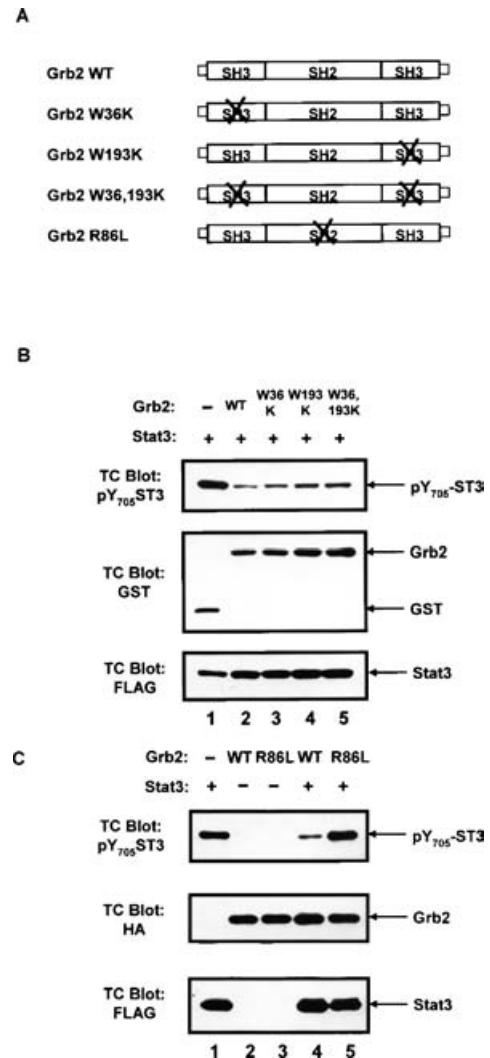 A
Grb2 WT SH3 SH2 SH3
Grb2 W36K SH3 SH2 SH3
Grb2 W193K SH3 SH2 SH3
Grb2 W36,193K SH3 SH2 SH3
Grb2 R86L SH3 SH2 SH3
B
Grb2: – WT W36 K W193 K W36, 193K
Stat3: + + + + +
TC Blot: pY705ST3 pY705-ST3
TC Blot: GST Grb2
GST
TC Blot: FLAG Stat3
1 2 3 4 5
C
Grb2: – WT R86L WT R86L
Stat3: + – – + +
TC Blot: pY705ST3 pY705-ST3
TC Blot: HA Grb2
TC Blot: FLAG Stat3
1 2 3 4 5